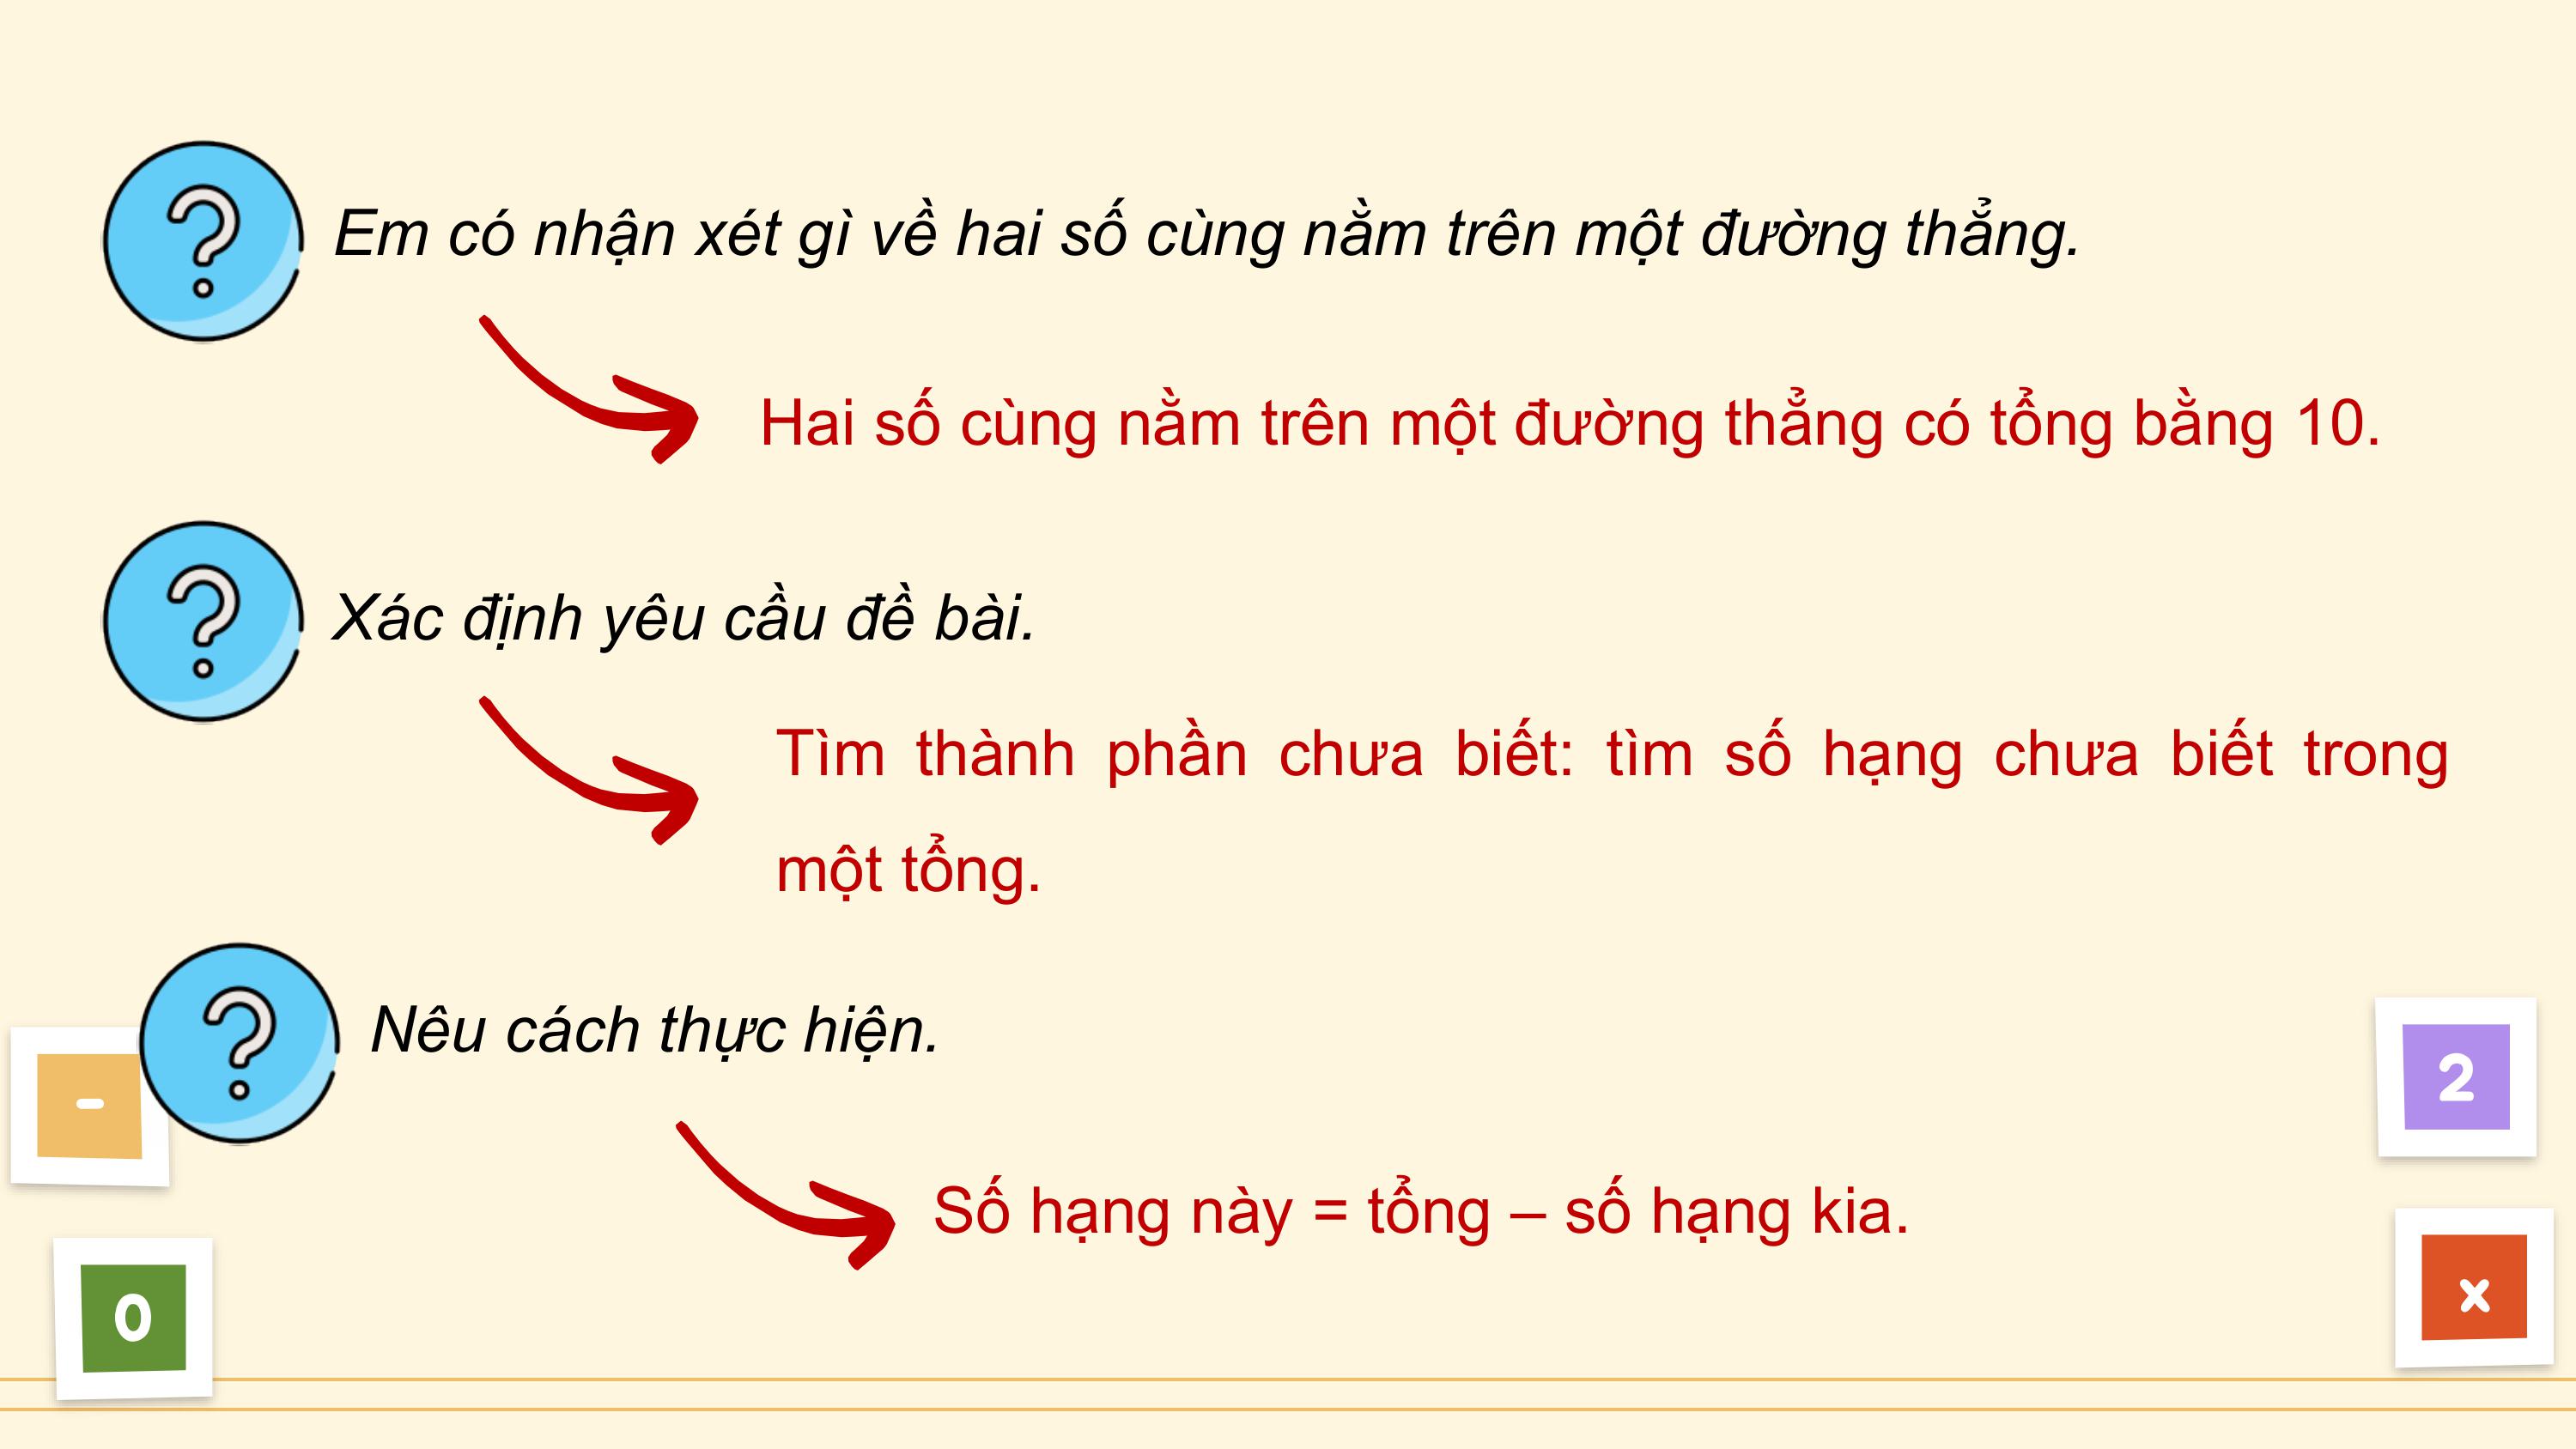 Em có nhận xét gì về hai số cùng nằm trên một đường thẳng.
Hai số cùng nằm trên một đường thẳng có tổng bằng 10.
Xác định yêu cầu đề bài.
Tìm thành phần chưa biết: tìm số hạng chưa biết trong
một tổng.
Nêu cách thực hiện.
Số hạng này = tổng – số hạng kia.
-
2
0
x